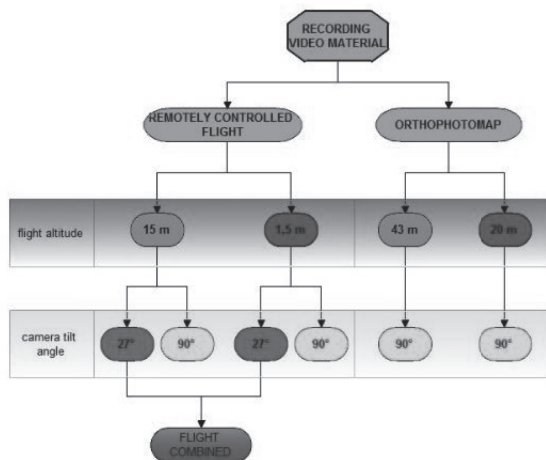 RECORDING
VIDEO MATERIAL
REMOTELY CONTROLLED
FLIGHT
ORTHOPHOTOMAP
flight altitude
15 m
1,5 m
43 m
20 m
camera tilt
angle
27°
90°
27°
90°
90°
90°
FLIGHT
COMBINED